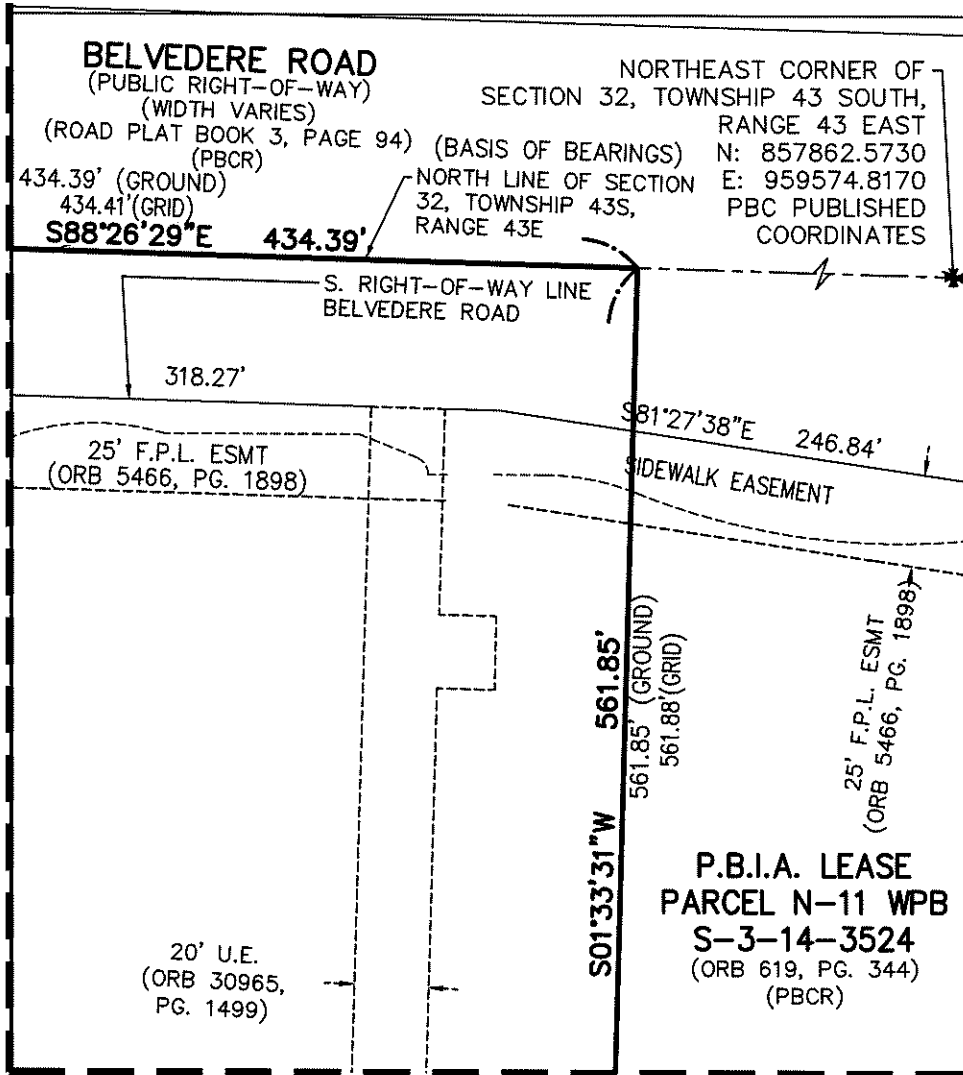 BELVEDERE ROAD
(PUBLIC RIGHT-OF-WAY)
(WIDTH VARIES)
(ROAD PLAT BOOK 3, PAGE 94)
(PBCR)
434.39' (GROUND)
434.41'(GRID)
S88°26'29"E 434.39'
(BASIS OF BEARINGS)
NORTH LINE OF SECTION
32, TOWNSHIP 43S,
RANGE 43E
NORTHEAST CORNER OF
SECTION 32, TOWNSHIP 43 SOUTH,
RANGE 43 EAST
N: 857862.5730
E: 959574.8170
PBC PUBLISHED
COORDINATES
S. RIGHT-OF-WAY LINE
BELVEDERE ROAD
318.27'
S81°27'38"E 246.84'
25' F.P.L. ESMT
(ORB 5466, PG. 1898)
SIDEWALK EASEMENT
S01°33'31"W 561.85'
561.85' (GROUND)
561.88'(GRID)
25' F.P.L. ESMT
(ORB 5466, PG. 1898)
P.B.I.A. LEASE
PARCEL N-11 WPB
S-3-14-3524
(ORB 619, PG. 344)
(PBCR)
20' U.E.
(ORB 30965,
PG. 1499)